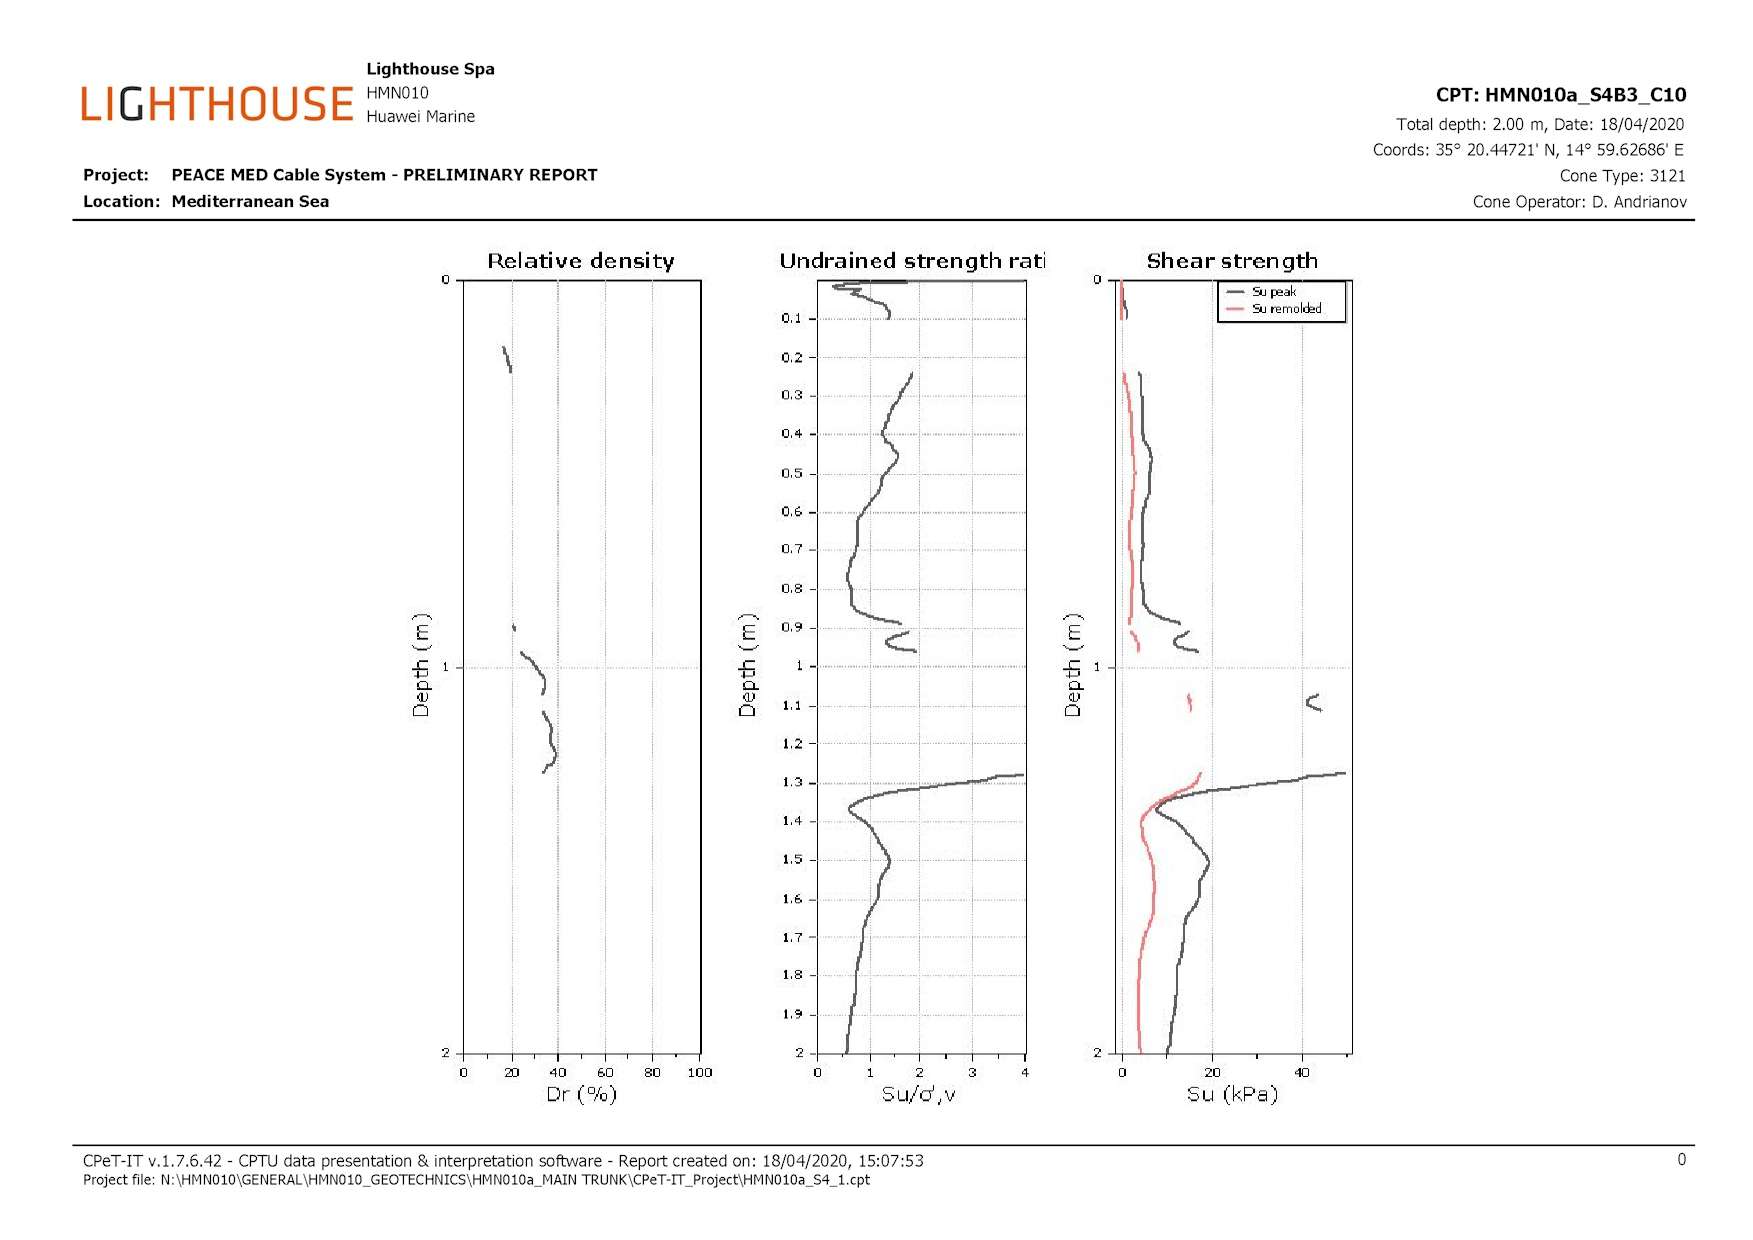 LIGHTHOUSE
Lighthouse Spa
HMN010
Huawei Marine
CPT: HMN010a_S4B3_C10
Total depth: 2.00 m, Date: 18/04/2020
Coords: 35° 20.44721' N, 14° 59.62686' E
Cone Type: 3121
Cone Operator: D. Andrianov
Project: PEACE MED Cable System - PRELIMINARY REPORT
Location: Mediterranean Sea
Relative density
0
1
2
Depth (m)
0 20 40 60 80 100
Dr (%)
Undrained strength rati
0.1
0.2
0.3
0.4
0.5
0.6
0.7
0.8
0.9
1
1.1
1.2
1.3
1.4
1.5
1.6
1.7
1.8
1.9
2
Depth (m)
0 1 2 3 4
Su/σ',v
Shear strength
Su peak
Su remolded
0
1
2
Depth (m)
0 20 40
Su (kPa)
CPeT-IT v.1.7.6.42 - CPTU data presentation & interpretation software - Report created on: 18/04/2020, 15:07:53
0
Project file: N:\HMN010\GENERAL\HMN010_GEOTECHNICS\HMN010a_MAIN TRUNK\CPeT-IT_Project\HMN010a_S4_1.cpt